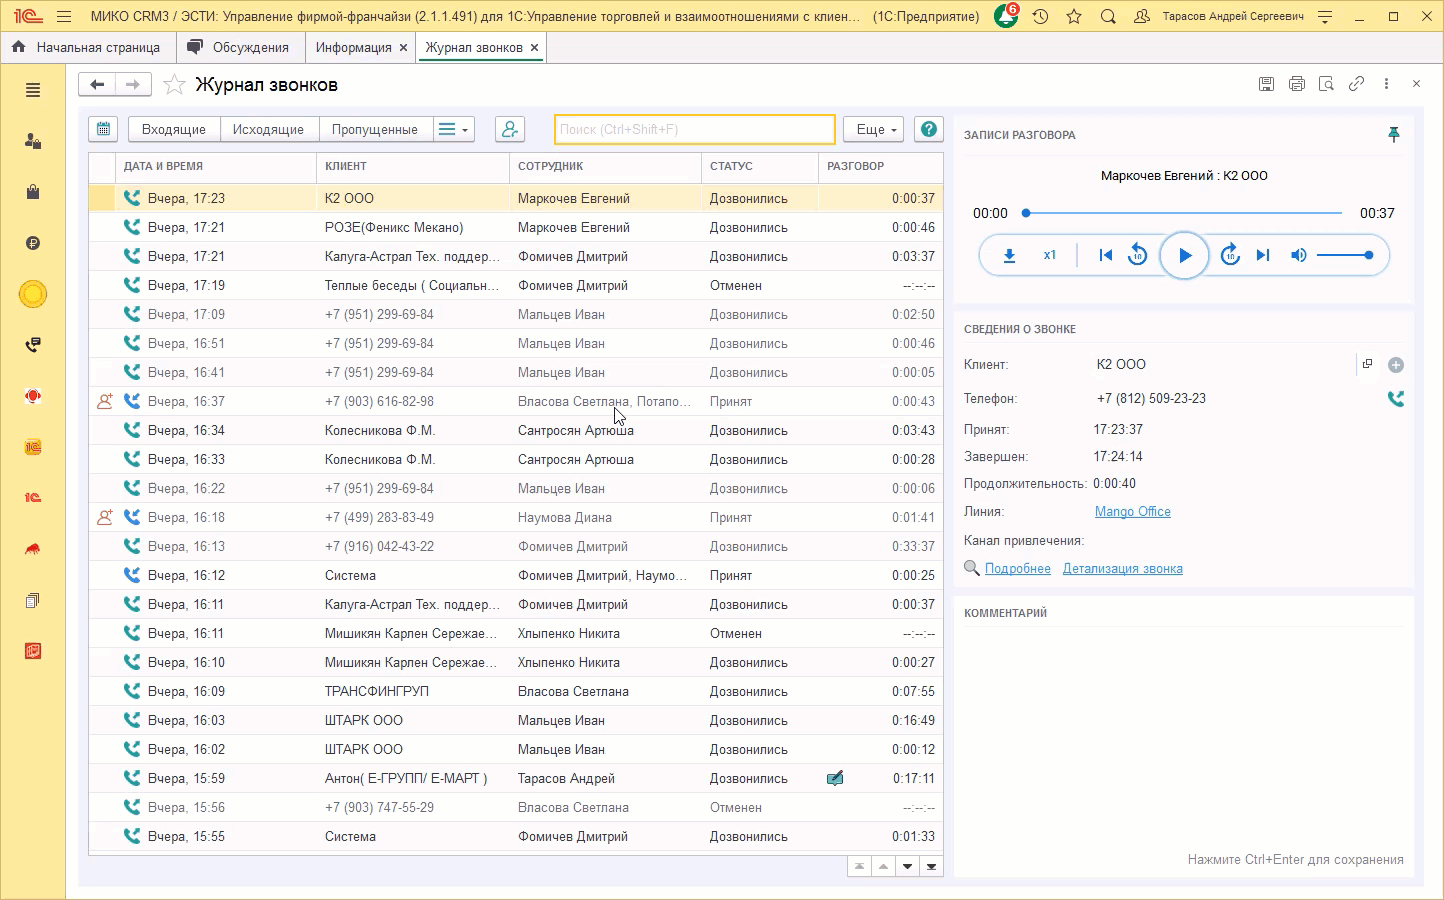 1С МИКО CRM3 / ЭСТИ: Управление фирмой-франчайзи (2.1.1.491) для 1С:Управление торговлей и взаимоотношениями с клиен... (1С:Предприятие) 6 Тарасов Андрей Сергеевич
Начальная страница Обсуждения Информация × Журнал звонков ×
Журнал звонков
Входящие Исходящие Пропущенные Поиск (Ctrl+Shift+F) Еще ?
ДАТА И ВРЕМЯ КЛИЕНТ СОТРУДНИК СТАТУС РАЗГОВОР
Вчера, 17:23 К2 ООО Маркочев Евгений Дозвонились 0:00:37
Вчера, 17:21 РОЗЕ(Феникс Мекано) Маркочев Евгений Дозвонились 0:00:46
Вчера, 17:21 Калуга-Астрал Тех. поддер... Фомичев Дмитрий Дозвонились 0:03:37
Вчера, 17:19 Теплые беседы ( Социальн... Фомичев Дмитрий Отменен --:--:--
Вчера, 17:09 +7 (951) 299-69-84 Мальцев Иван Дозвонились 0:02:50
Вчера, 16:51 +7 (951) 299-69-84 Мальцев Иван Дозвонились 0:00:46
Вчера, 16:41 +7 (951) 299-69-84 Мальцев Иван Дозвонились 0:00:05
Вчера, 16:37 +7 (903) 616-82-98 Власова Светлана, Потапо... Принят 0:00:43
Вчера, 16:34 Колесникова Ф.М. Сантросян Артюша Дозвонились 0:03:43
Вчера, 16:33 Колесникова Ф.М. Сантросян Артюша Дозвонились 0:00:28
Вчера, 16:22 +7 (951) 299-69-84 Мальцев Иван Дозвонились 0:00:06
Вчера, 16:18 +7 (499) 283-83-49 Наумова Диана Принят 0:01:41
Вчера, 16:13 +7 (916) 042-43-22 Фомичев Дмитрий Дозвонились 0:33:37
Вчера, 16:12 Система Фомичев Дмитрий, Наумо... Принят 0:00:25
Вчера, 16:11 Калуга-Астрал Тех. поддер... Фомичев Дмитрий Дозвонились 0:00:37
Вчера, 16:11 Мишикян Карлен Сережае... Хлыпенко Никита Отменен --:--:--
Вчера, 16:10 Мишикян Карлен Сережае... Хлыпенко Никита Дозвонились 0:00:27
Вчера, 16:09 ТРАНСФИНГРУП Власова Светлана Дозвонились 0:07:55
Вчера, 16:03 ШТАРК ООО Мальцев Иван Дозвонились 0:16:49
Вчера, 16:02 ШТАРК ООО Мальцев Иван Дозвонились 0:00:12
Вчера, 15:59 Антон( Е-ГРУПП/ Е-МАРТ ) Тарасов Андрей Дозвонились 0:17:11
Вчера, 15:56 +7 (903) 747-55-29 Власова Светлана Отменен --:--:--
Вчера, 15:55 Система Фомичев Дмитрий Дозвонились 0:01:33
ЗАПИСИ РАЗГОВОРА
Маркочев Евгений : К2 ООО
00:00 00:37
x1 10 10
СВЕДЕНИЯ О ЗВОНКЕ
Клиент: К2 ООО
Телефон: +7 (812) 509-23-23
Принят: 17:23:37
Завершен: 17:24:14
Продолжительность: 0:00:40
Линия: Mango Office
Канал привлечения:
Подробнее Детализация звонка
КОММЕНТАРИЙ
Нажмите Ctrl+Enter для сохранения